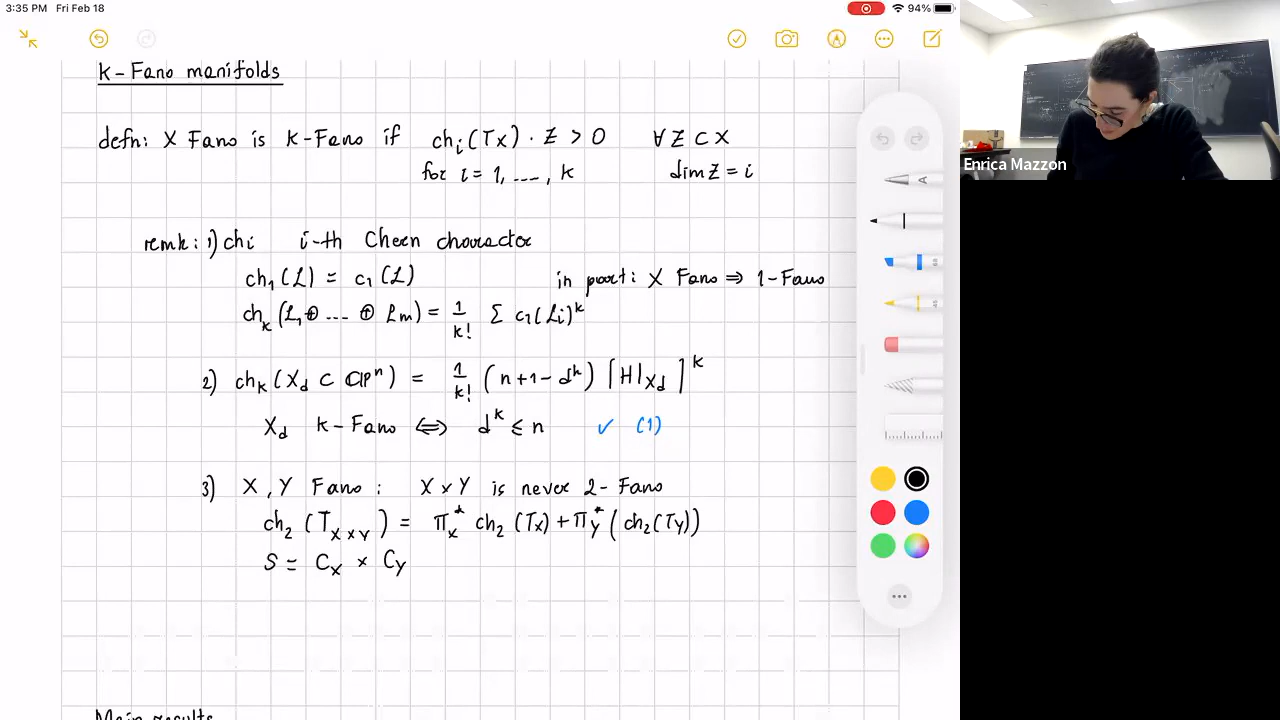 3:35 PM Fri Feb 18
94%
k-Fano manifolds
defn: X Fano is k-Fano if ch_i(T_X) · Z > 0 ∀ Z ⊂ X
for i = 1, ..., k dim Z = i
remk: 1) ch_i i-th Chern character
ch_1(L) = c_1(L) in part: X Fano ⇒ 1-Fano
ch_k(L_1 ⊕ ... ⊕ L_m) = 1/k! Σ c_1(L_i)^k
2) ch_k(X_d ⊂ CP^n) = 1/k! (n+1-d^k) [H|_{X_d}]^k
X_d k-Fano ⟺ d^k ≤ n ✓ (1)
3) X, Y Fano: X×Y is never 2-Fano
ch_2(T_{X×Y}) = π_X^* ch_2(T_X) + π_Y^*(ch_2(T_Y))
S = C_X × C_Y
Main results
Enrica Mazzon